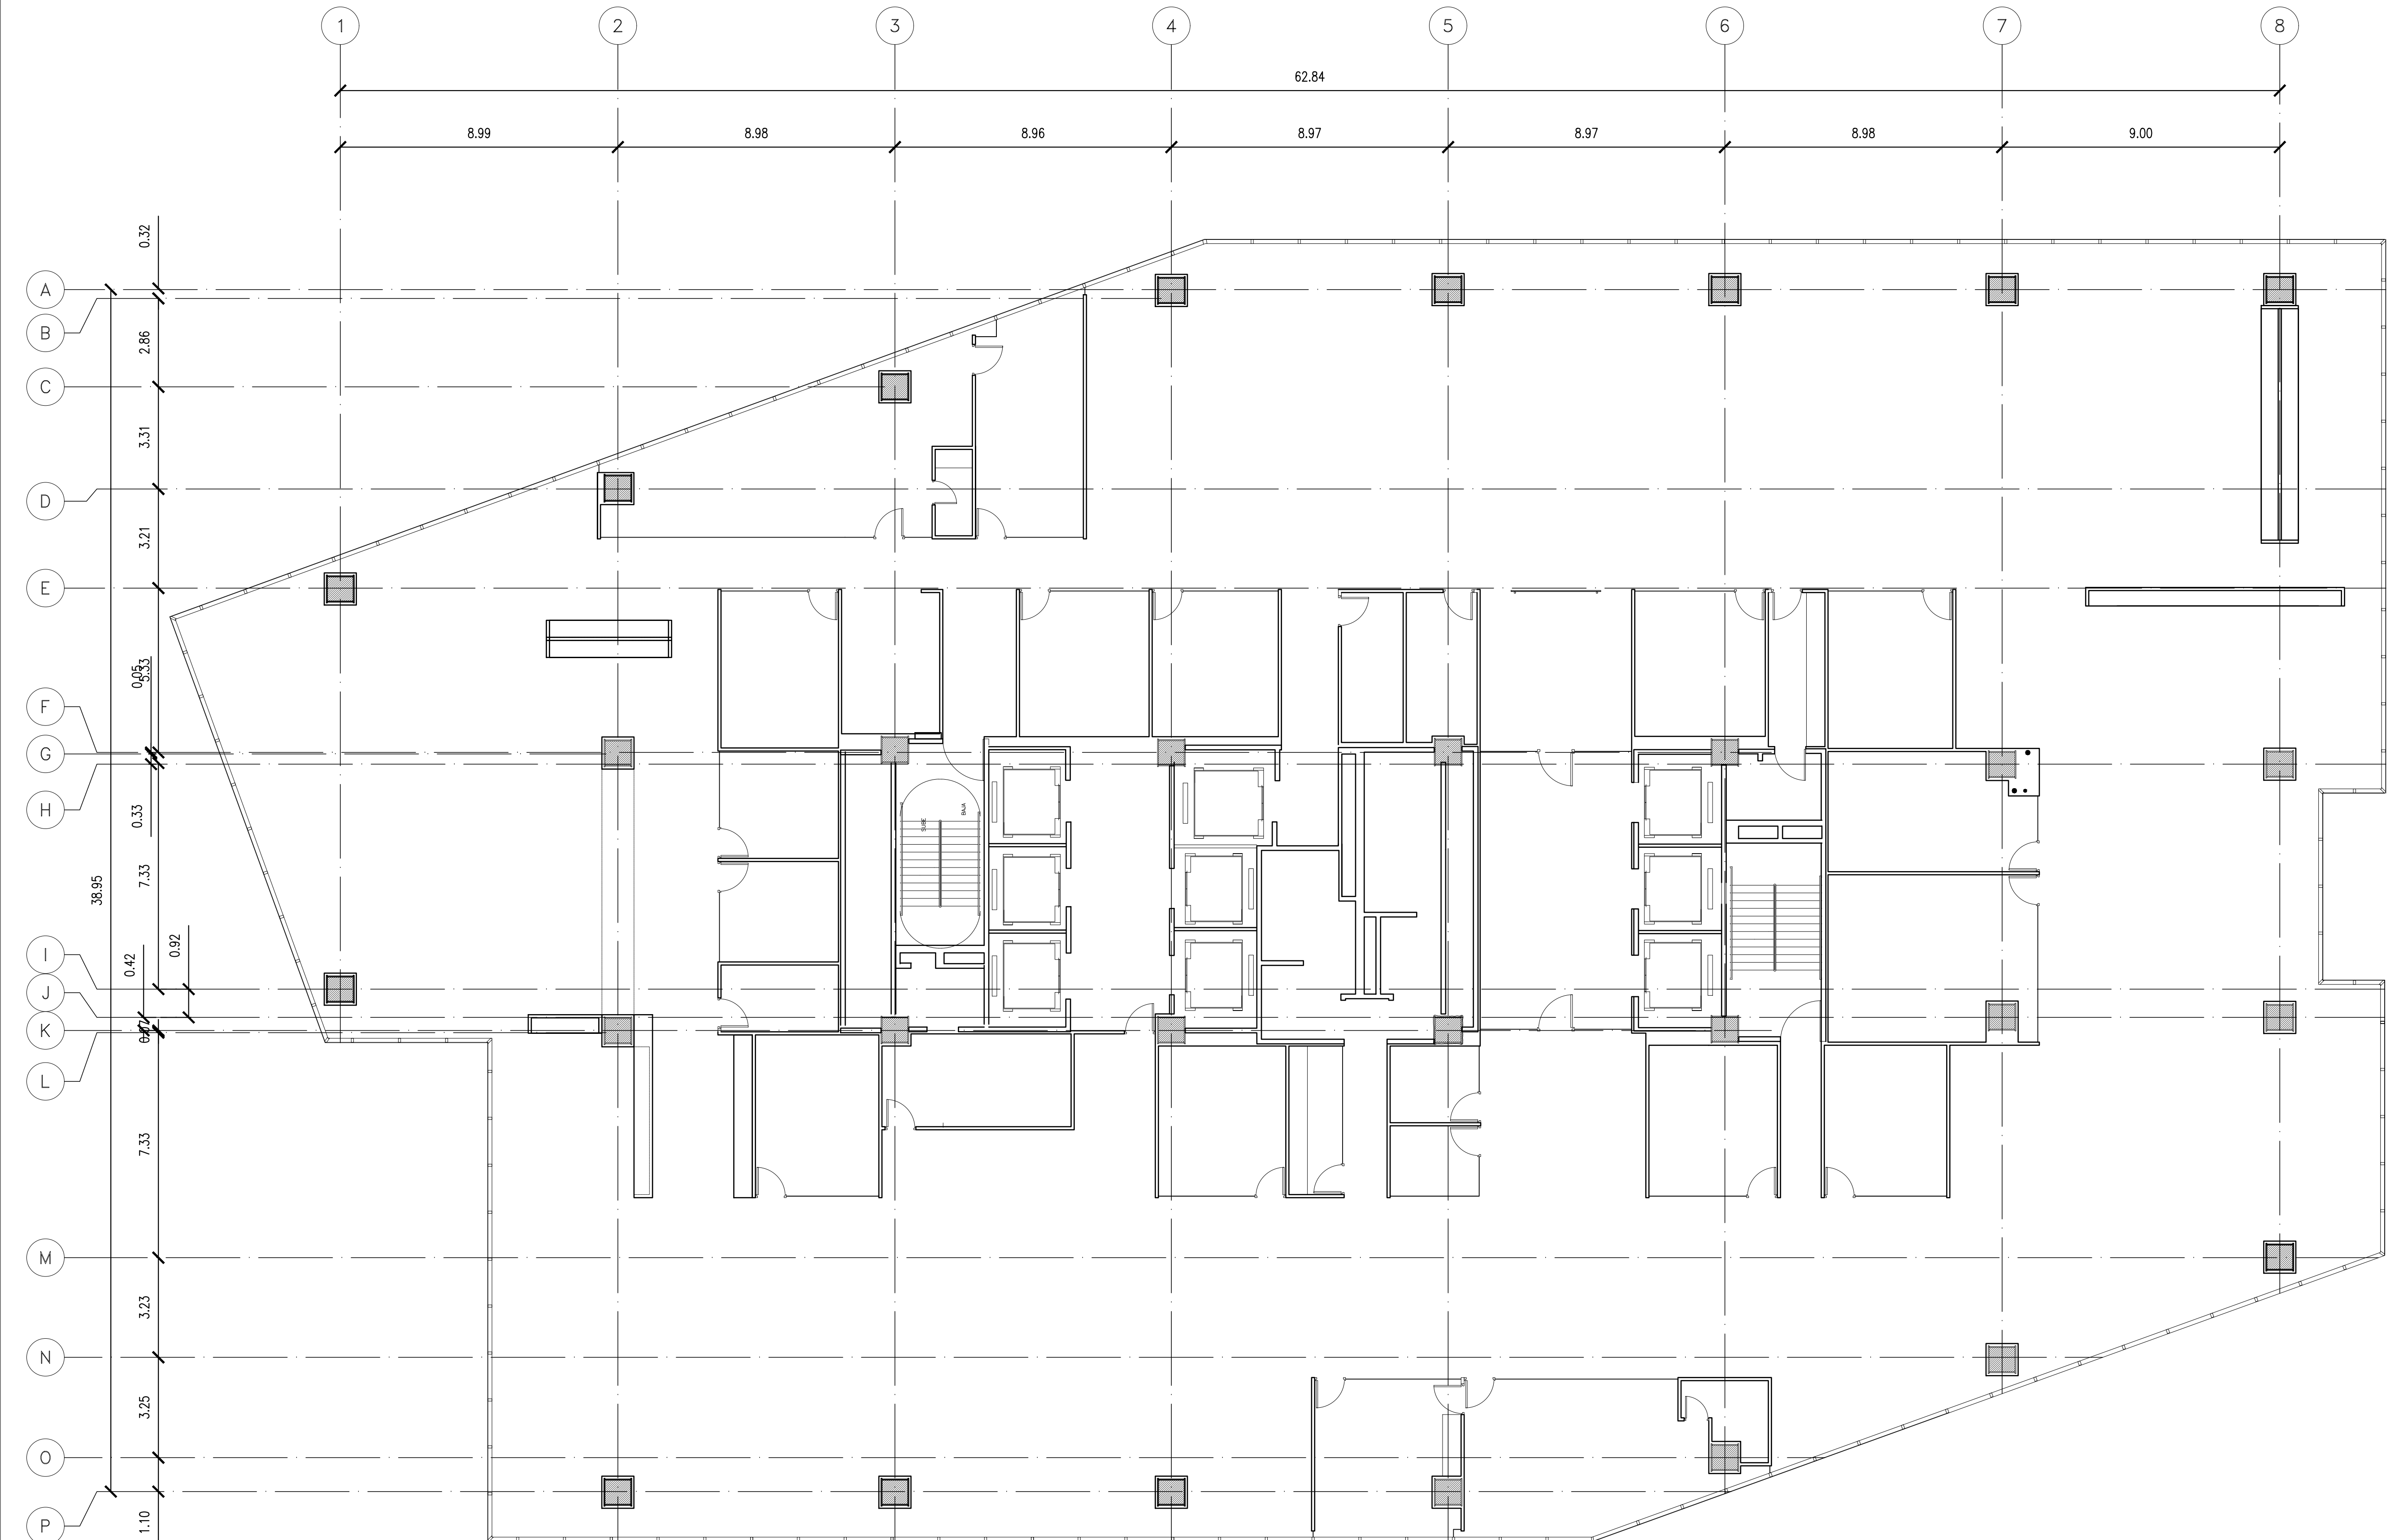 1 2 3 4 5 6 7 8
62.84
8.99 8.98 8.96 8.97 8.97 8.98 9.00
0.32
A
B
2.86
C
3.31
D
3.21
E
5.33
0.05
F
G
H
0.33
7.33
38.95
SUBE
BAJA
0.92
0.42
I
J
K
L
7.33
M
3.23
N
3.25
O
P
1.10